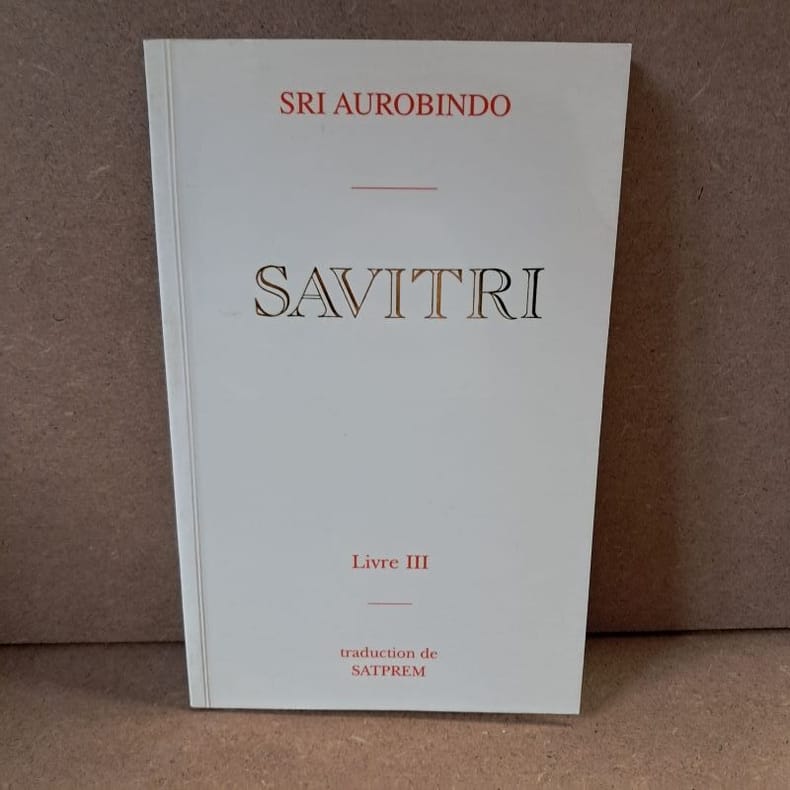 SRI AUROBINDO
SAVITRI
Livre III
traduction de
SATPREM